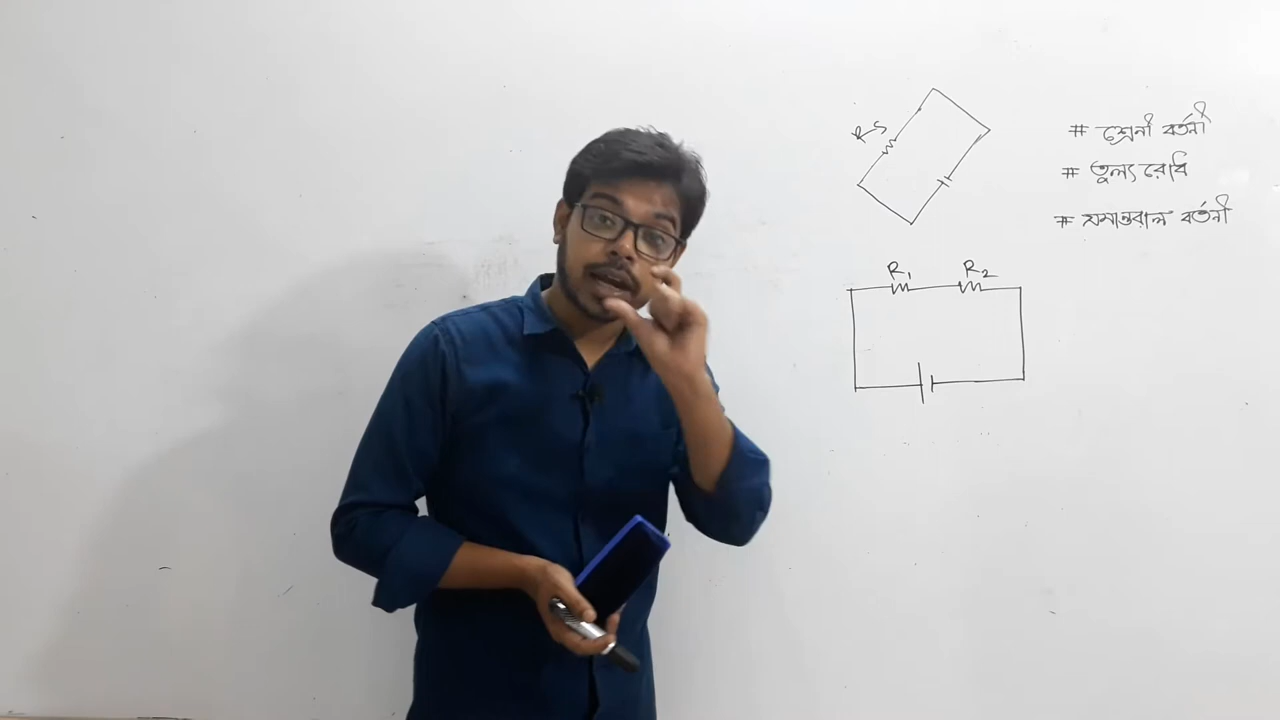 # শ্রেনী বর্তনী
# তুল্য রোধ
# সমান্তরাল বর্তনী
Rs
R₁ R₂